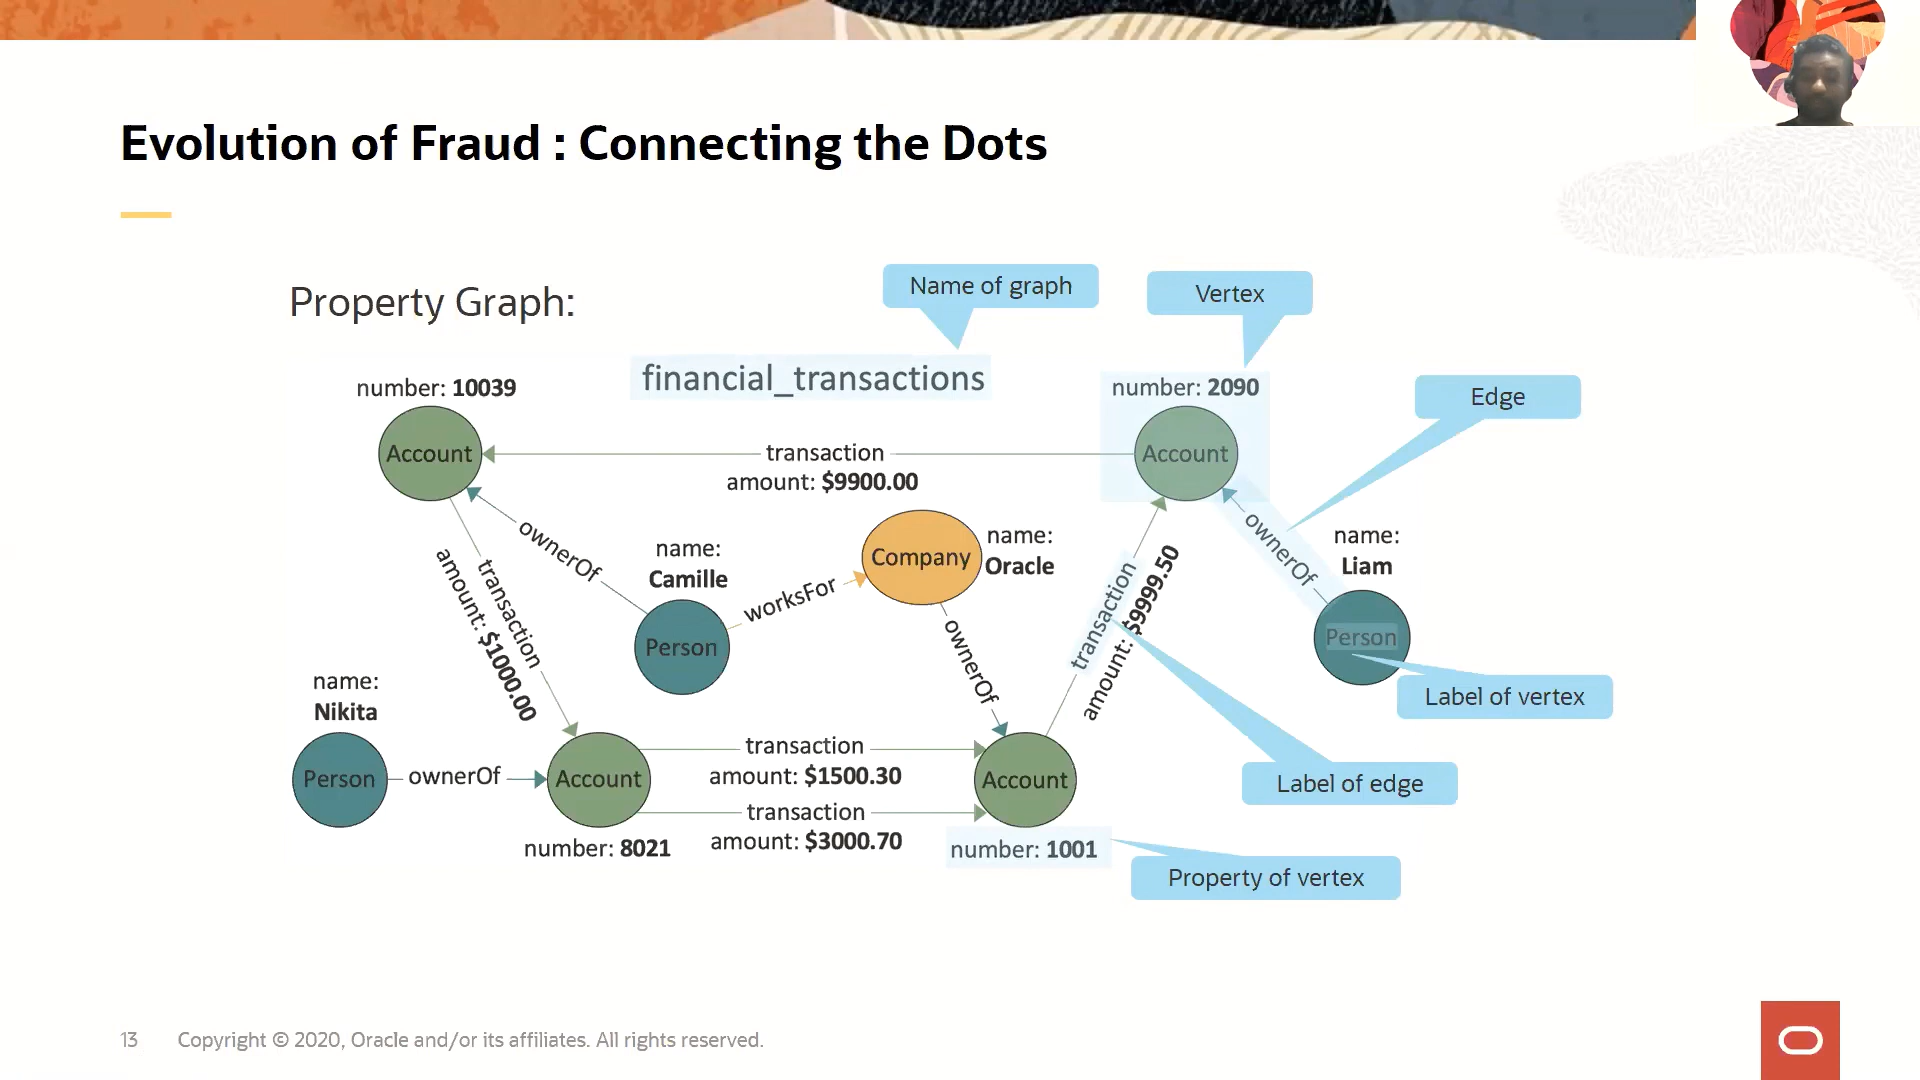 Evolution of Fraud : Connecting the Dots
Property Graph:
Name of graph
Vertex
financial_transactions
number: 10039
number: 2090
Edge
Account
transaction
amount: $9900.00
Account
ownerOf
name:
Camille
Company
name:
Oracle
ownerOf
name:
Liam
transaction
amount: $1000.00
worksFor
Person
ownerOf
transaction
amount: $9999.50
Person
Label of vertex
name:
Nikita
Person
ownerOf
Account
transaction
amount: $1500.30
transaction
amount: $3000.70
Account
Label of edge
number: 8021
number: 1001
Property of vertex
13
Copyright © 2020, Oracle and/or its affiliates. All rights reserved.